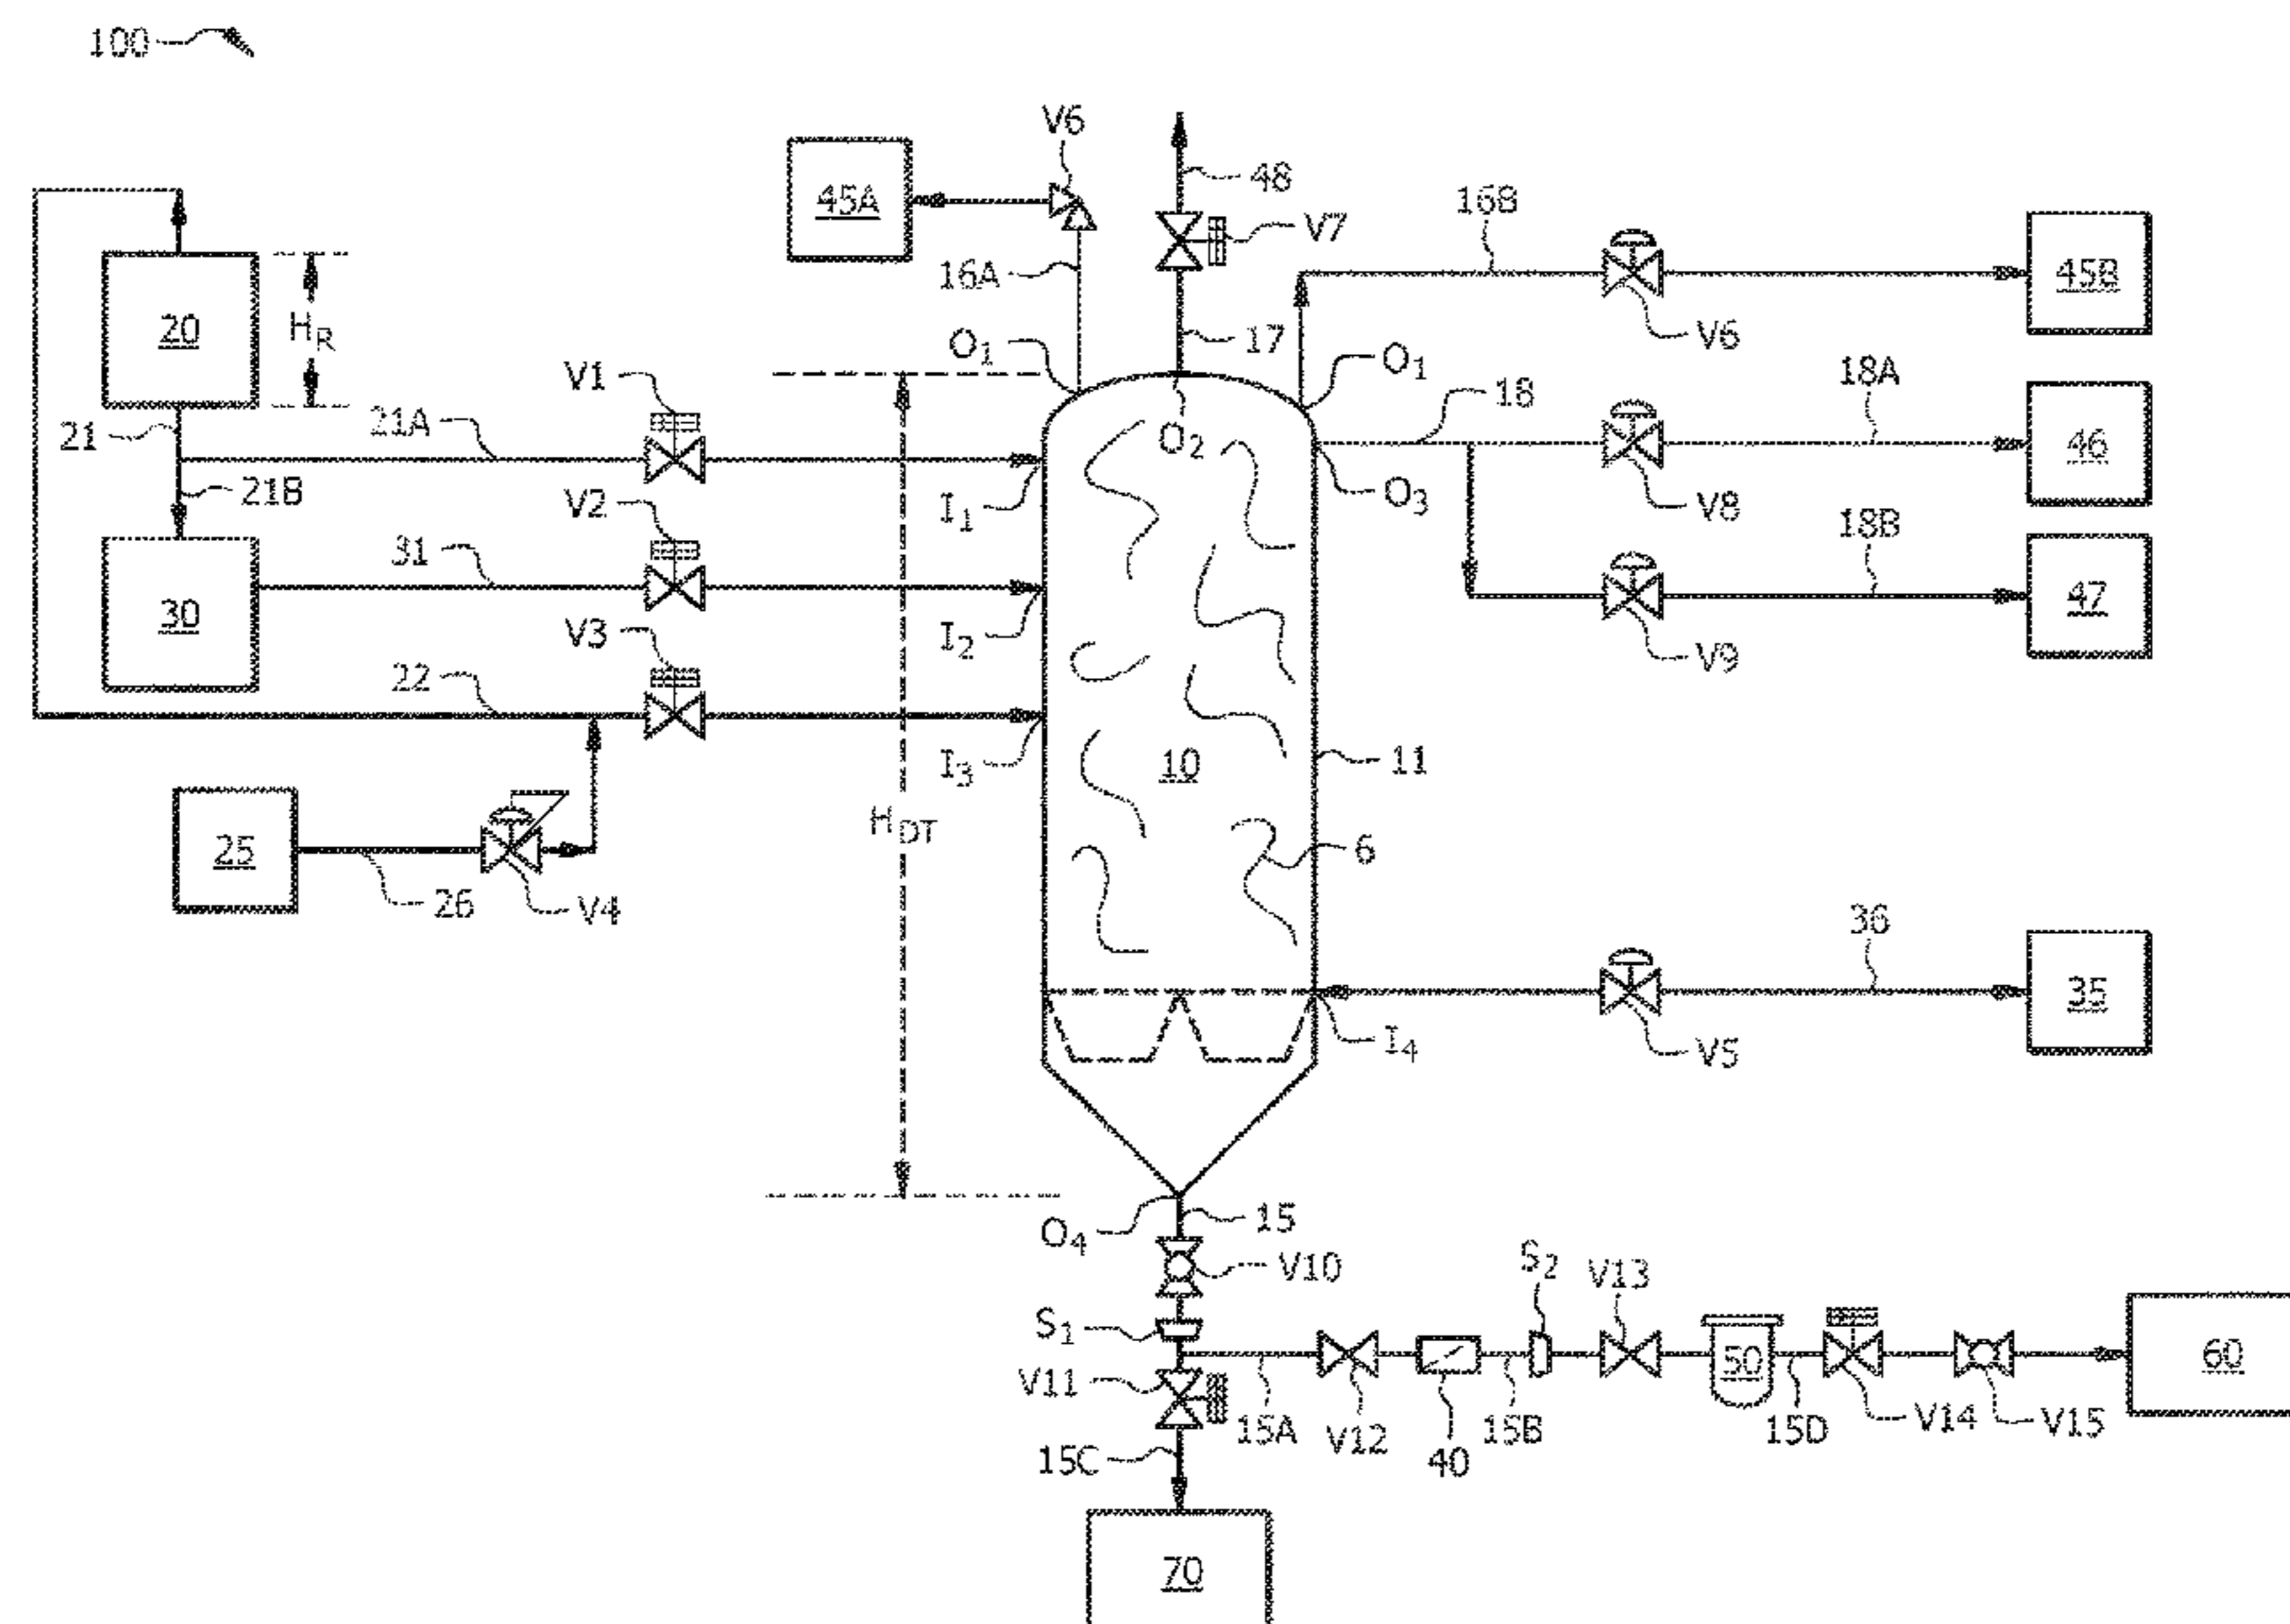 100
V6
45A
48
V7
16B
45B
16A
20
H_R
O₁
17
O₁
V6
V1
18
18A
21
21A
O₂
46
21B
I₁
O₃
V8
V2
31
18B
30
I₂
47
V3
V9
22
I₃
10
11
25
H_DT
6
26
V4
36
35
I₄
V5
O₄
15
V10
S₂
V13
S₁
50
60
V11
15A
V12
15B
15D
V14
V15
15C
40
70